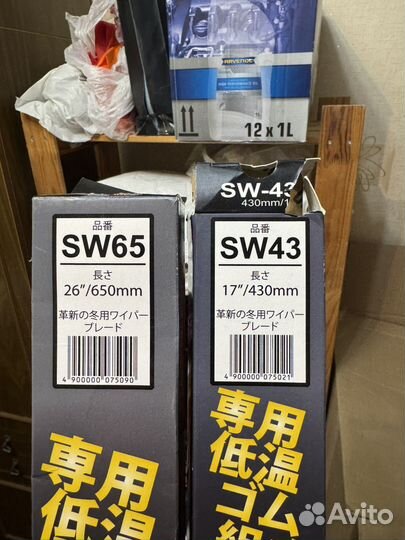 RAVENOL
12 x 1L
SW-43
430mm/1
品番
SW65
長さ
26"/650mm
革新の冬用ワイパー
ブレード
4 900000 075090
専用
低温
品番
SW43
長さ
17"/430mm
革新の冬用ワイパー
ブレード
4 900000 075021
専用
低温
ゴム
組
Avito